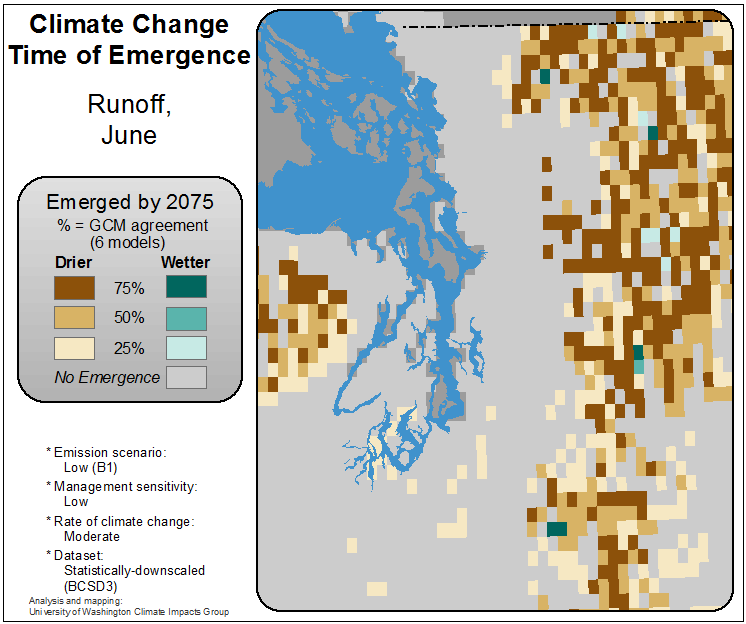 Climate Change
Time of Emergence
Runoff,
June
Emerged by 2075
% = GCM agreement
(6 models)
Drier Wetter
75%
50%
25%
No Emergence
* Emission scenario:
Low (B1)
* Management sensitivity:
Low
* Rate of climate change:
Moderate
* Dataset:
Statistically-downscaled
(BCSD3)
Analysis and mapping:
University of Washington Climate Impacts Group